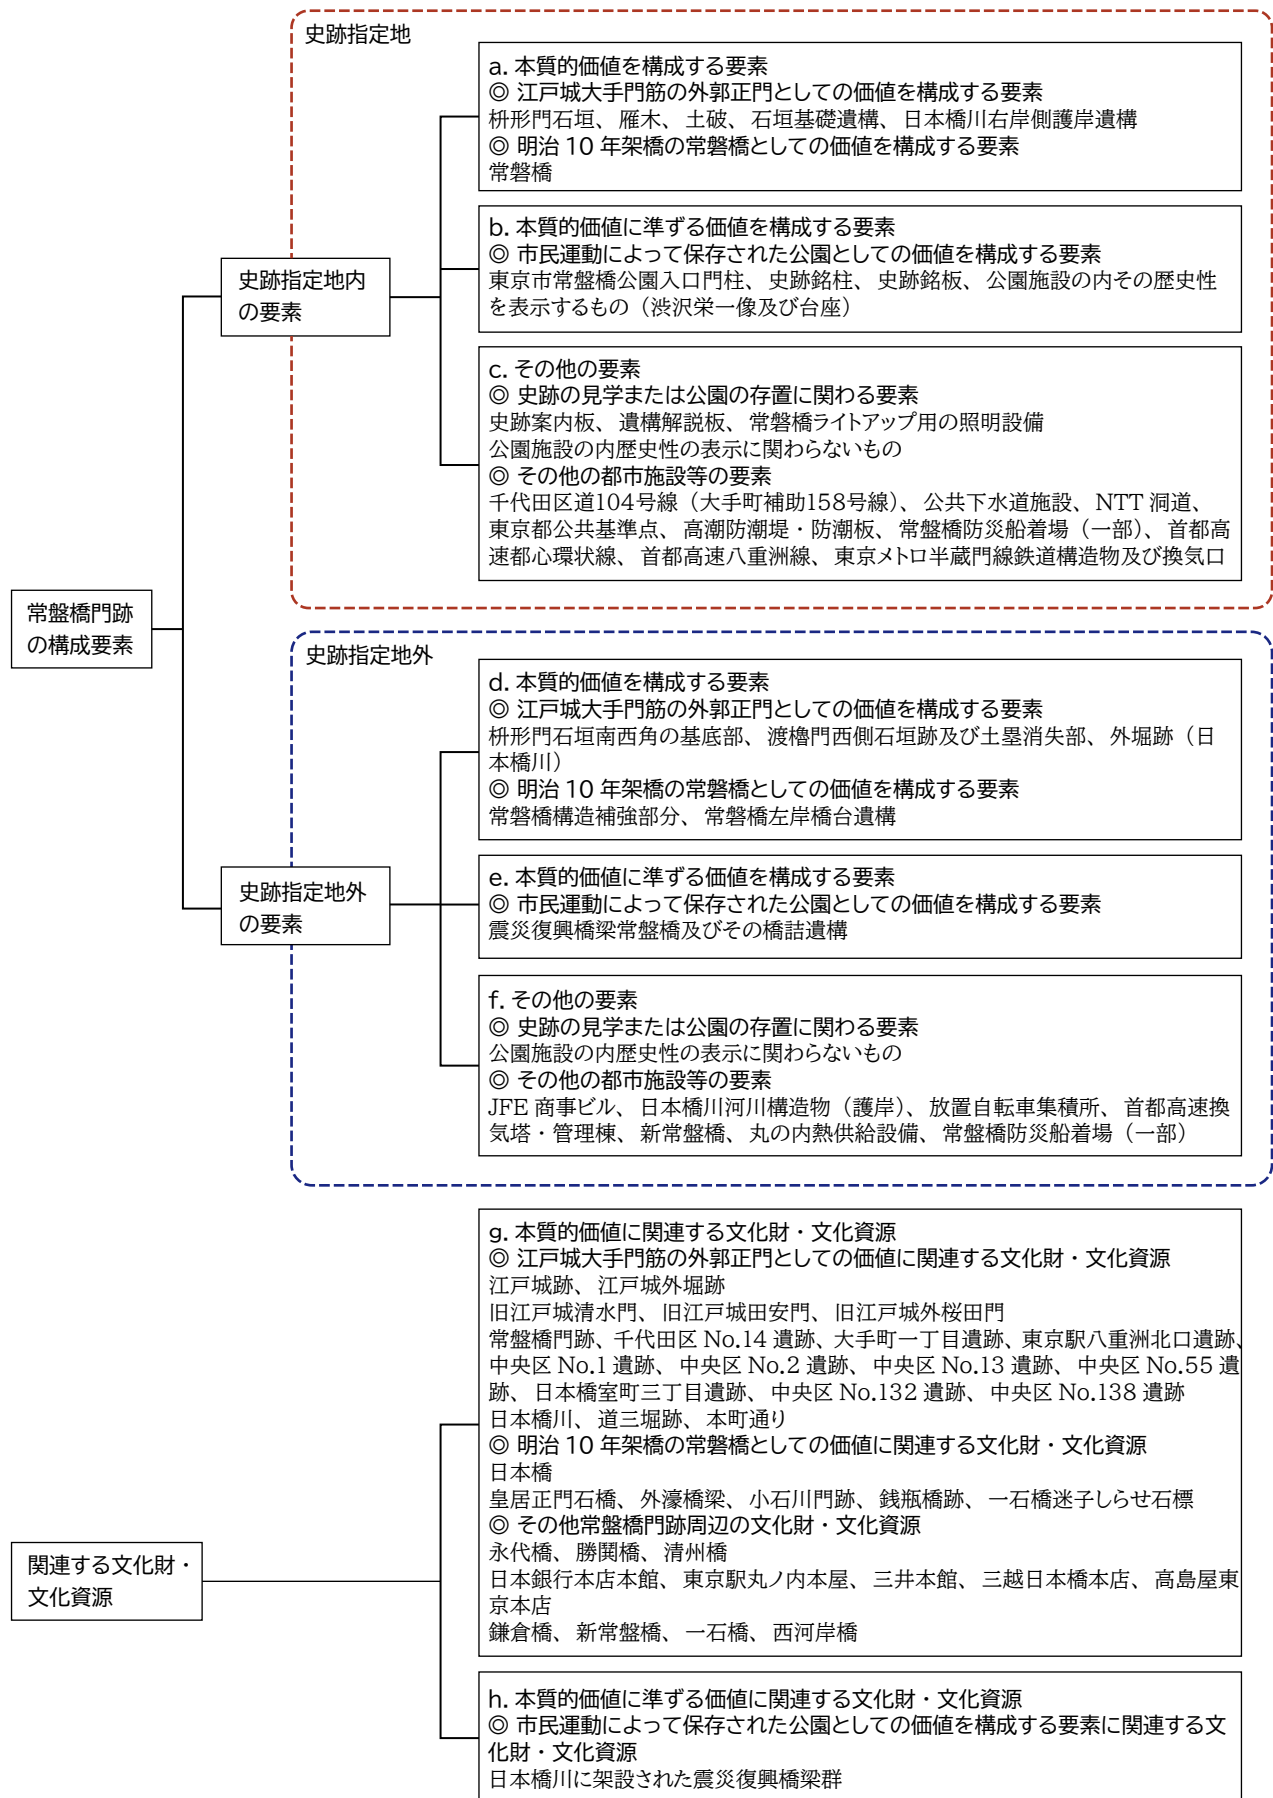 史跡指定地
a. 本質的価値を構成する要素
◎ 江戸城大手門筋の外郭正門としての価値を構成する要素
枡形門石垣、雁木、土破、石垣基礎遺構、日本橋川右岸側護岸遺構
◎ 明治 10 年架橋の常磐橋としての価値を構成する要素
常磐橋
b. 本質的価値に準ずる価値を構成する要素
◎ 市民運動によって保存された公園としての価値を構成する要素
東京市常盤橋公園入口門柱、史跡銘柱、史跡銘板、公園施設の内その歴史性
を表示するもの（渋沢栄一像及び台座）
史跡指定地内
の要素
c. その他の要素
◎ 史跡の見学または公園の存置に関わる要素
史跡案内板、遺構解説板、常磐橋ライトアップ用の照明設備
公園施設の内歴史性の表示に関わらないもの
◎ その他の都市施設等の要素
千代田区道104号線（大手町補助158号線）、公共下水道施設、NTT 洞道、
東京都公共基準点、高潮防潮堤・防潮板、常盤橋防災船着場（一部）、首都高
速都心環状線、首都高速八重洲線、東京メトロ半蔵門線鉄道構造物及び換気口
常盤橋門跡
の構成要素
史跡指定地外
d. 本質的価値を構成する要素
◎ 江戸城大手門筋の外郭正門としての価値を構成する要素
枡形門石垣南西角の基底部、渡櫓門西側石垣跡及び土塁消失部、外堀跡（日
本橋川）
◎ 明治 10 年架橋の常磐橋としての価値を構成する要素
常磐橋構造補強部分、常磐橋左岸橋台遺構
史跡指定地外
の要素
e. 本質的価値に準ずる価値を構成する要素
◎ 市民運動によって保存された公園としての価値を構成する要素
震災復興橋梁常盤橋及びその橋詰遺構
f. その他の要素
◎ 史跡の見学または公園の存置に関わる要素
公園施設の内歴史性の表示に関わらないもの
◎ その他の都市施設等の要素
JFE 商事ビル、日本橋川河川構造物（護岸）、放置自転車集積所、首都高速換
気塔・管理棟、新常盤橋、丸の内熱供給設備、常盤橋防災船着場（一部）
g. 本質的価値に関連する文化財・文化資源
◎ 江戸城大手門筋の外郭正門としての価値に関連する文化財・文化資源
江戸城跡、江戸城外堀跡
旧江戸城清水門、旧江戸城田安門、旧江戸城外桜田門
常盤橋門跡、千代田区 No.14 遺跡、大手町一丁目遺跡、東京駅八重洲北口遺跡、
中央区 No.1 遺跡、中央区 No.2 遺跡、中央区 No.13 遺跡、中央区 No.55 遺
跡、日本橋室町三丁目遺跡、中央区 No.132 遺跡、中央区 No.138 遺跡
日本橋川、道三堀跡、本町通り
◎ 明治 10 年架橋の常磐橋としての価値に関連する文化財・文化資源
日本橋
皇居正門石橋、外濠橋梁、小石川門跡、銭瓶橋跡、一石橋迷子しらせ石標
◎ その他常盤橋門跡周辺の文化財・文化資源
永代橋、勝鬨橋、清州橋
日本銀行本店本館、東京駅丸ノ内本屋、三井本館、三越日本橋本店、高島屋東
京本店
鎌倉橋、新常盤橋、一石橋、西河岸橋
関連する文化財・
文化資源
h. 本質的価値に準ずる価値に関連する文化財・文化資源
◎ 市民運動によって保存された公園としての価値を構成する要素に関連する文
化財・文化資源
日本橋川に架設された震災復興橋梁群